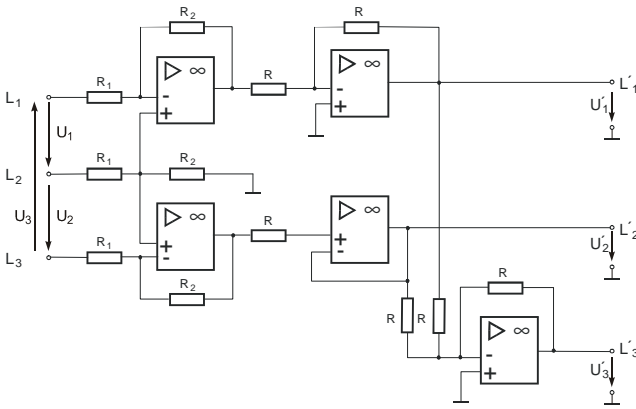 R2 R
R1 ▷ ∞ R ▷ ∞
L1 - - L´1
+ + U´1
U1
R1 R2
L2
U3 U2 ▷ ∞ R ▷ ∞
R1 + + L´2
L3 - - U´2
R2 R
R R ▷ ∞
- L´3
+ U´3